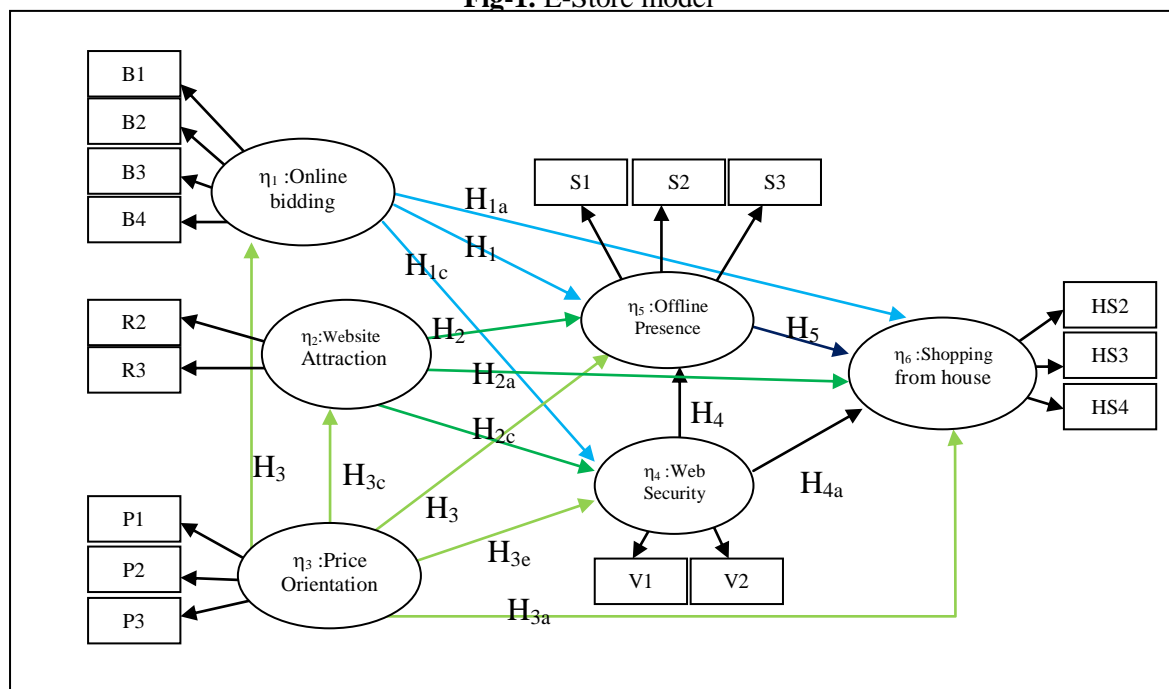 Fig-1. E-Store model
B1
B2
B3
B4
η1 :Online
bidding
S1
S2
S3
H1a
H1
H1c
R2
R3
η2:Website
Attraction
H2
H2a
H2c
η5 :Offline
Presence
H5
η6 :Shopping
from house
HS2
HS3
HS4
H4
H4a
η4 :Web
Security
V1
V2
H3
H3c
H3
H3e
H3a
P1
P2
P3
η3 :Price
Orientation